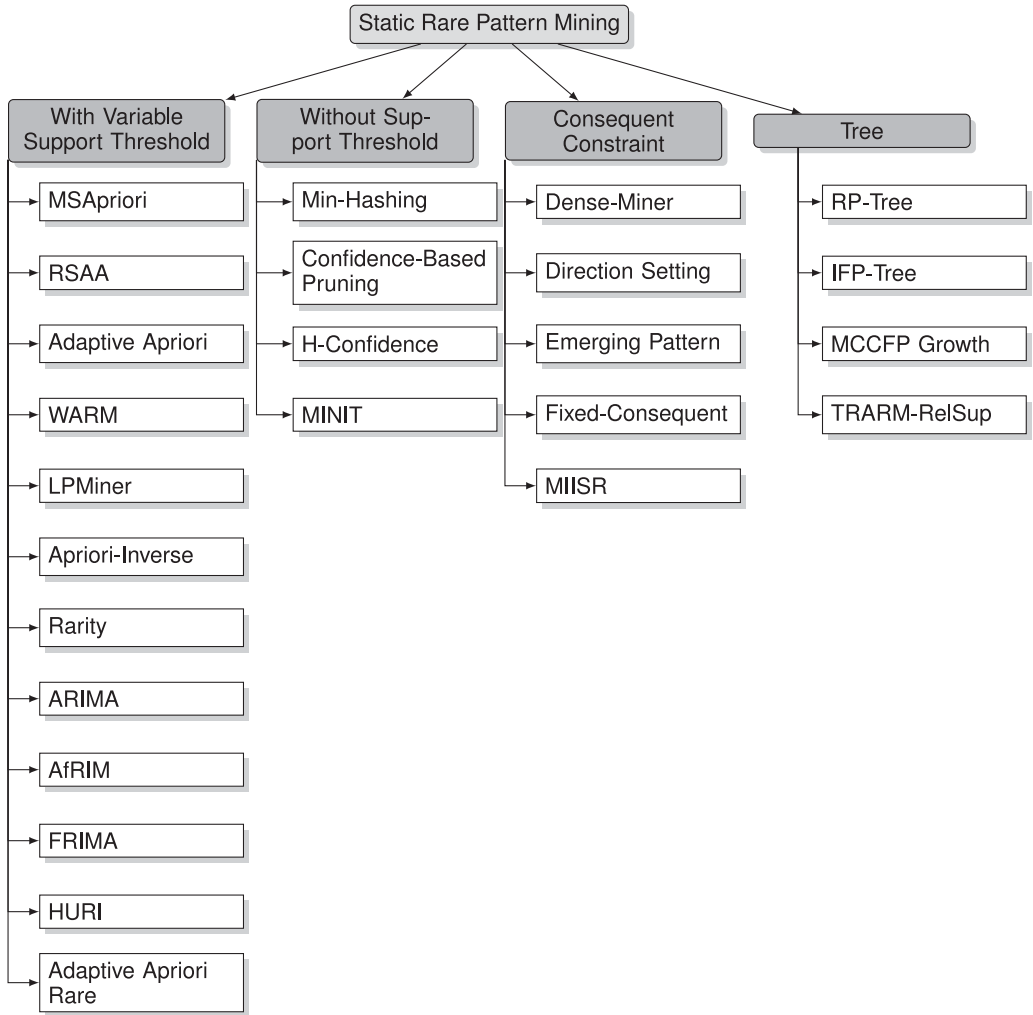 Static Rare Pattern Mining
With Variable
Support Threshold
MSApriori
RSAA
Adaptive Apriori
WARM
LPMiner
Apriori-Inverse
Rarity
ARIMA
AfRIM
FRIMA
HURI
Adaptive Apriori
Rare
Without Sup-
port Threshold
Min-Hashing
Confidence-Based
Pruning
H-Confidence
MINIT
Consequent
Constraint
Dense-Miner
Direction Setting
Emerging Pattern
Fixed-Consequent
MIISR
Tree
RP-Tree
IFP-Tree
MCCFP Growth
TRARM-RelSup